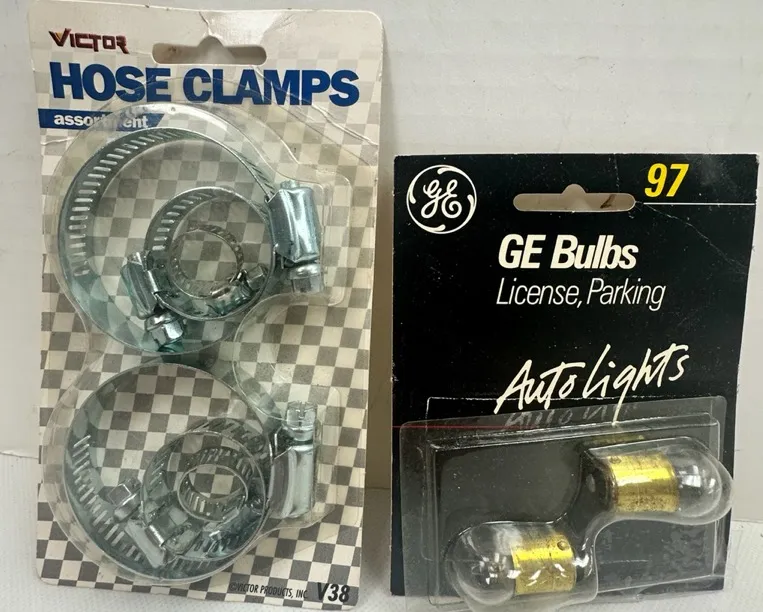 VICTOR
HOSE CLAMPS
assortment
©VICTOR PRODUCTS, INC. V38
GE
97
GE Bulbs
License, Parking
Auto Lights